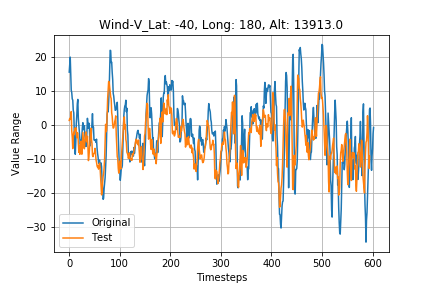 Wind-V_Lat: -40, Long: 180, Alt: 13913.0
Value Range
20
10
0
−10
−20
−30
Original
Test
0 100 200 300 400 500 600
Timesteps